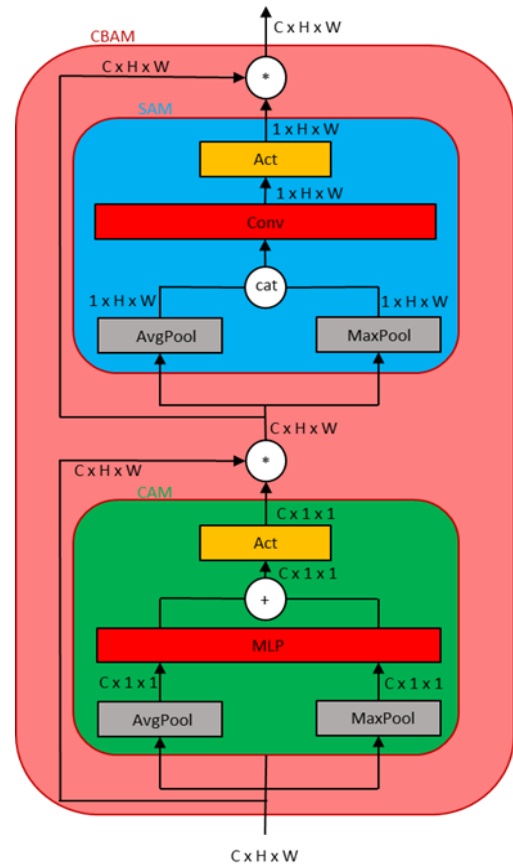 C x H x W
CBAM
C x H x W
*
SAM
1 x H x W
Act
1 x H x W
Conv
cat
1 x H x W
1 x H x W
AvgPool
MaxPool
C x H x W
C x H x W
*
CAM
C x 1 x 1
Act
C x 1 x 1
+
MLP
C x 1 x 1
C x 1 x 1
AvgPool
MaxPool
C x H x W